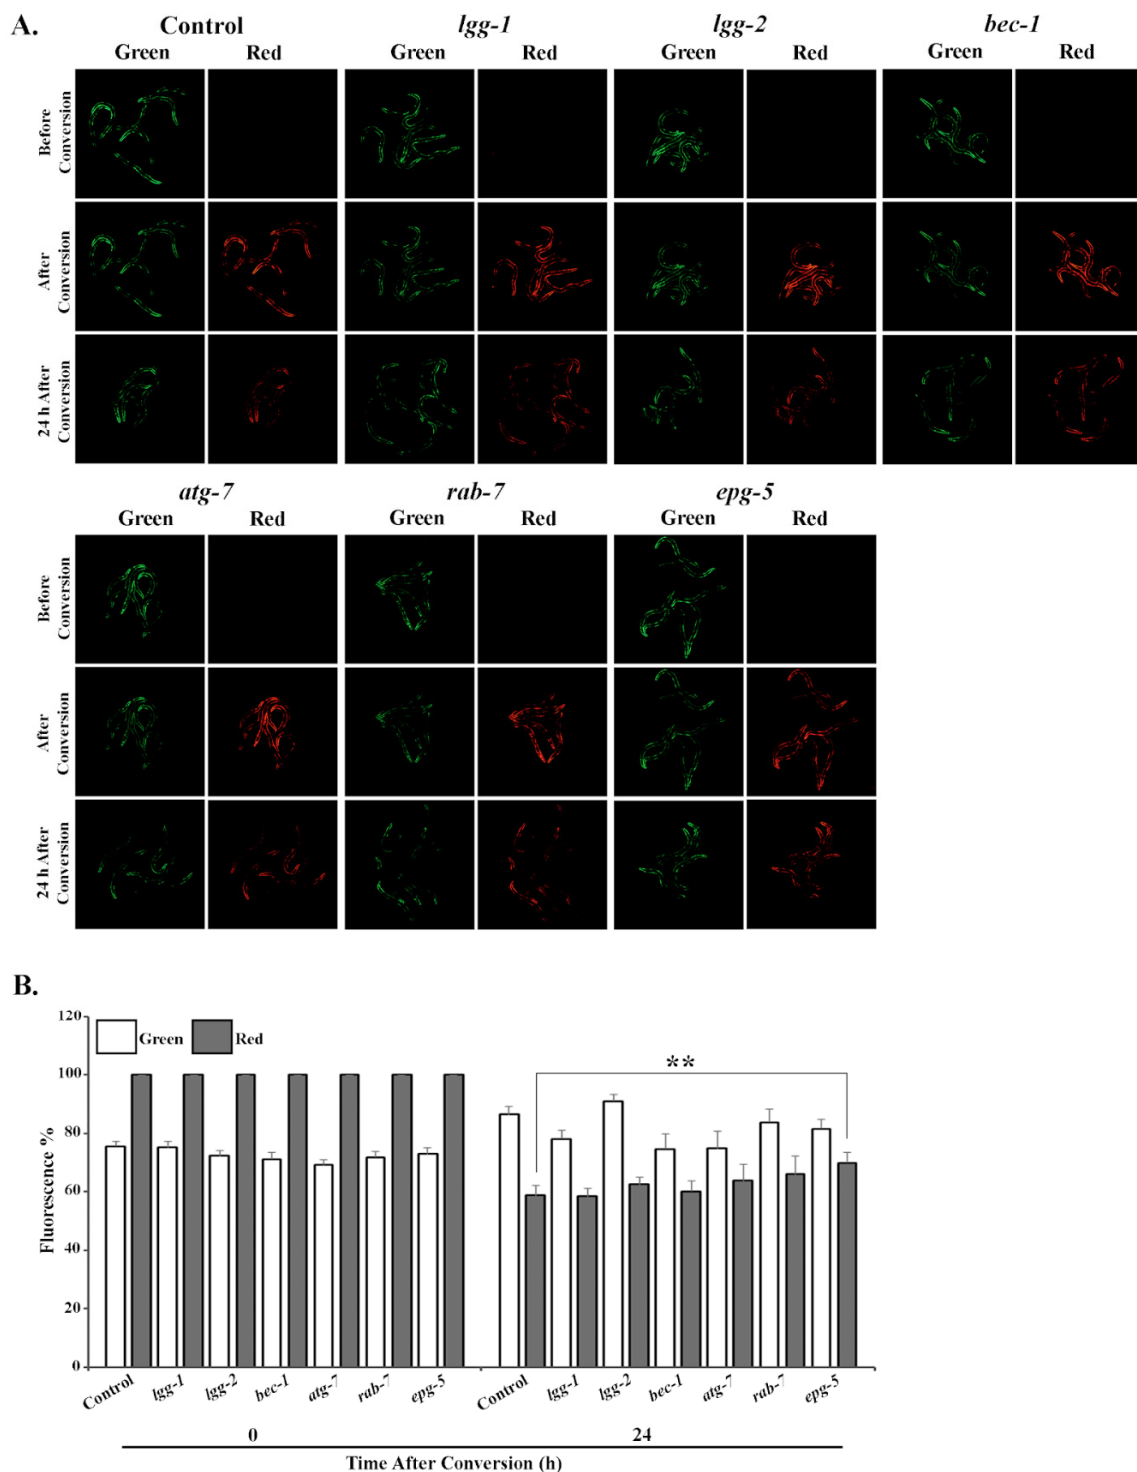 A.
Control lgg-1 lgg-2 bec-1
Green Red Green Red Green Red Green Red
Before Conversion
After Conversion
24 h After Conversion
atg-7 rab-7 epg-5
Green Red Green Red Green Red
Before Conversion
After Conversion
24 h After Conversion
B.
120
100
80
60
40
20
0
Fluorescence %
Green Red
**
Control lgg-1 lgg-2 bec-1 atg-7 rab-7 epg-5 Control lgg-1 lgg-2 bec-1 atg-7 rab-7 epg-5
0 24
Time After Conversion (h)